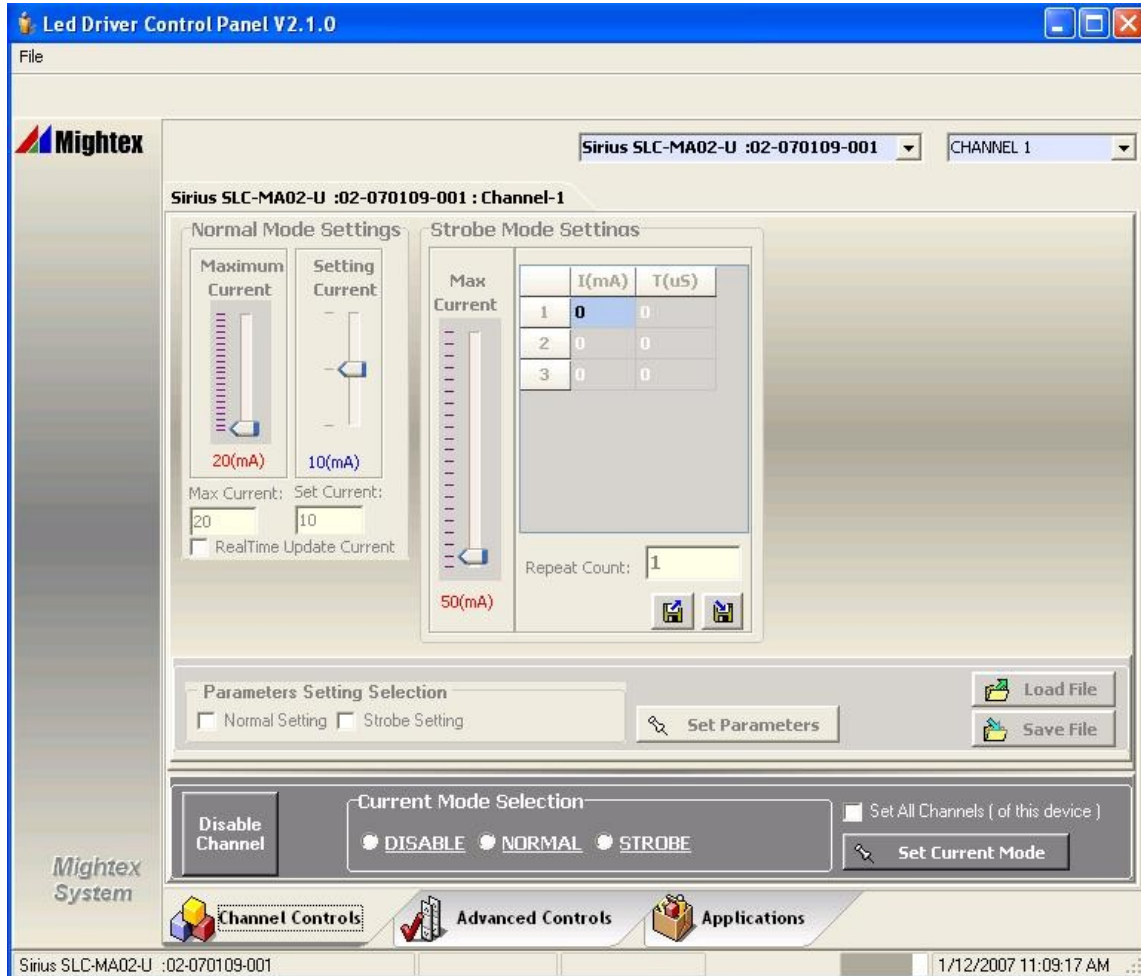 Led Driver Control Panel V2.1.0
File
Mightex
Sirius SLC-MA02-U :02-070109-001
CHANNEL 1
Sirius SLC-MA02-U :02-070109-001 : Channel-1
Normal Mode Settings
Maximum Current
Setting Current
20(mA)
10(mA)
Max Current:
Set Current:
20
10
RealTime Update Current
Strobe Mode Settings
Max Current
50(mA)
I(mA) T(uS)
1 0 0
2 0 0
3 0 0
Repeat Count: 1
Parameters Setting Selection
Normal Setting Strobe Setting
Set Parameters
Load File
Save File
Disable Channel
Current Mode Selection
DISABLE NORMAL STROBE
Set All Channels ( of this device )
Set Current Mode
Mightex System
Channel Controls
Advanced Controls
Applications
Sirius SLC-MA02-U :02-070109-001
1/12/2007 11:09:17 AM